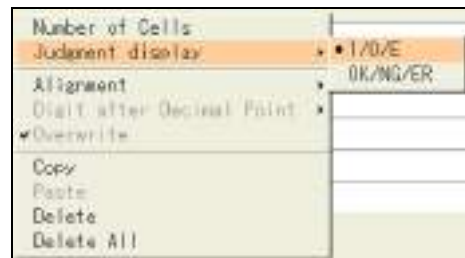 Number of Cells
Judgment display
1/0/E
OK/NG/ER
Alignment
Digit after Decimal Point
Overwrite
Copy
Paste
Delete
Delete All